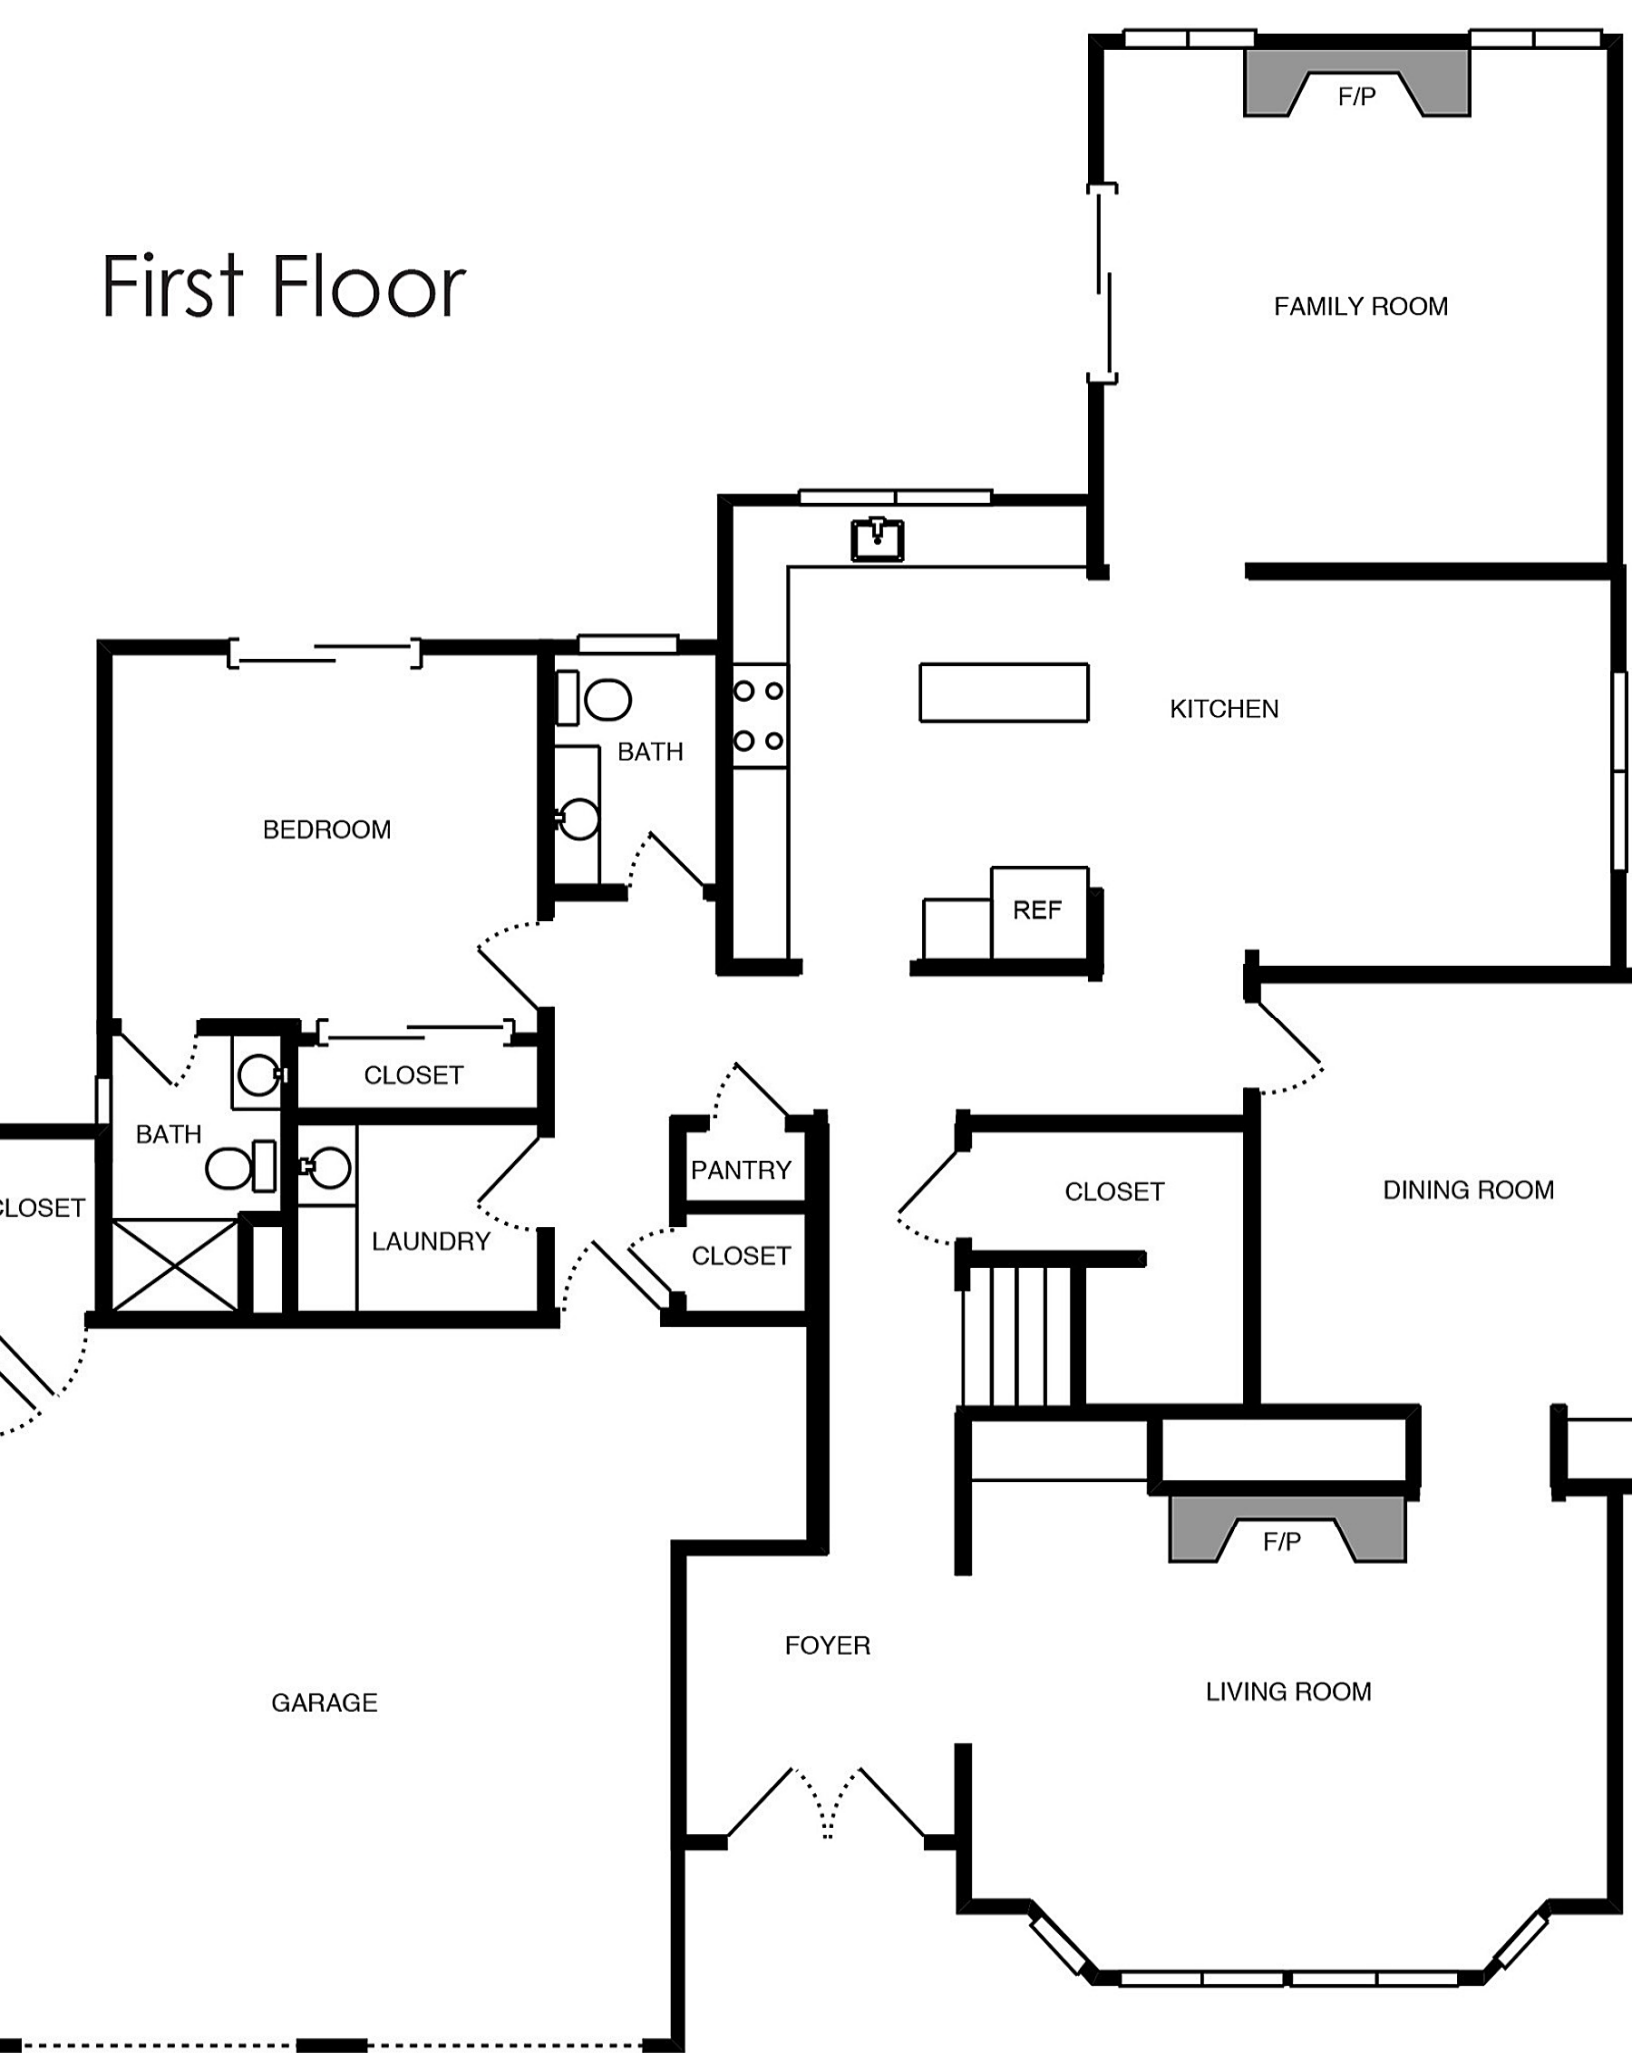 F/P
First Floor
FAMILY ROOM
KITCHEN
BATH
BEDROOM
REF
CLOSET
BATH
PANTRY
CLOSET
DINING ROOM
CLOSET
LAUNDRY
CLOSET
F/P
FOYER
LIVING ROOM
GARAGE